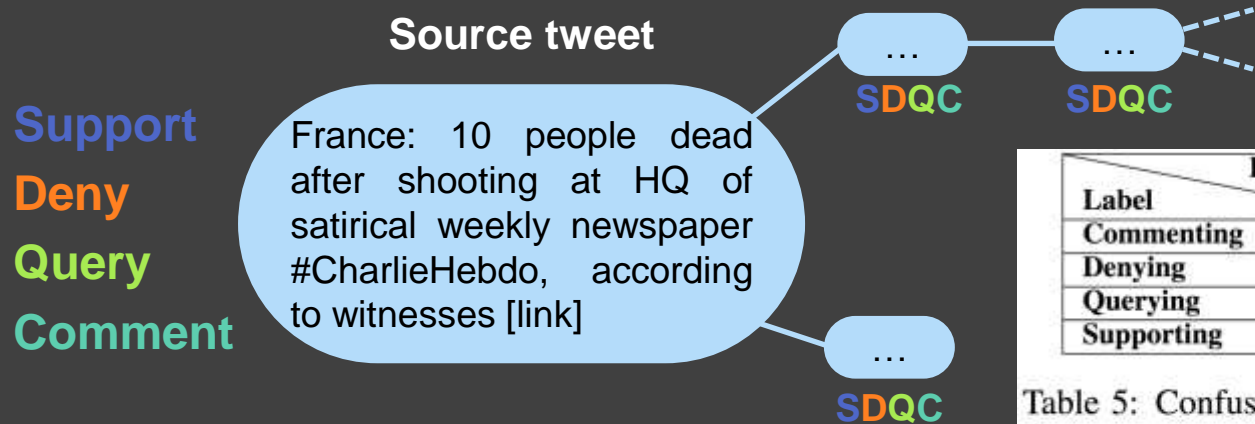 Source tweet
Support
Deny
Query
Comment
France: 10 people dead
after shooting at HQ of
satirical weekly newspaper
#CharlieHebdo, according
to witnesses [link]
...
SDQC
...
SDQC
...
SDQC
Label
Commenting
Denying
Querying
Supporting
Table 5: